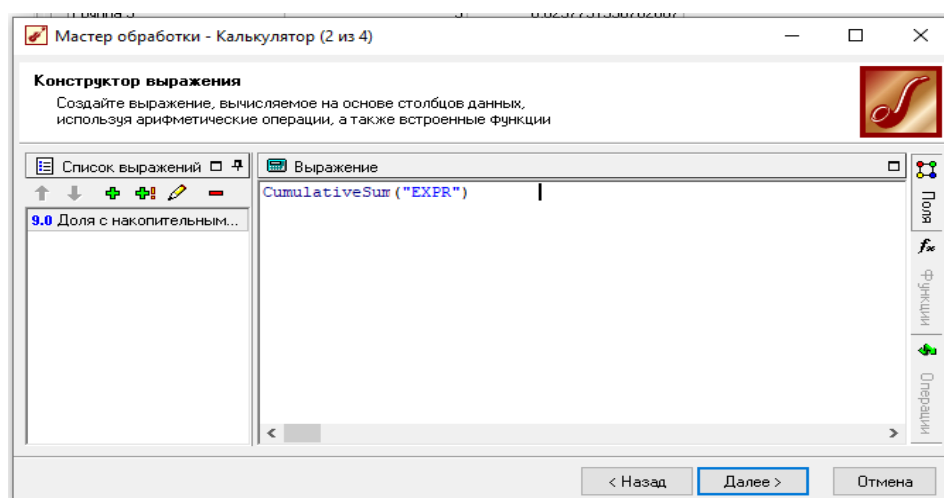 Мастер обработки - Калькулятор (2 из 4)
Конструктор выражения
Создайте выражение, вычисляемое на основе столбцов данных,
используя арифметические операции, а также встроенные функции
Список выражений
Выражение
9.0 Доля с накопительным...
CumulativeSum("EXPR")
Поля
fx Функции
Операции
< Назад
Далее >
Отмена